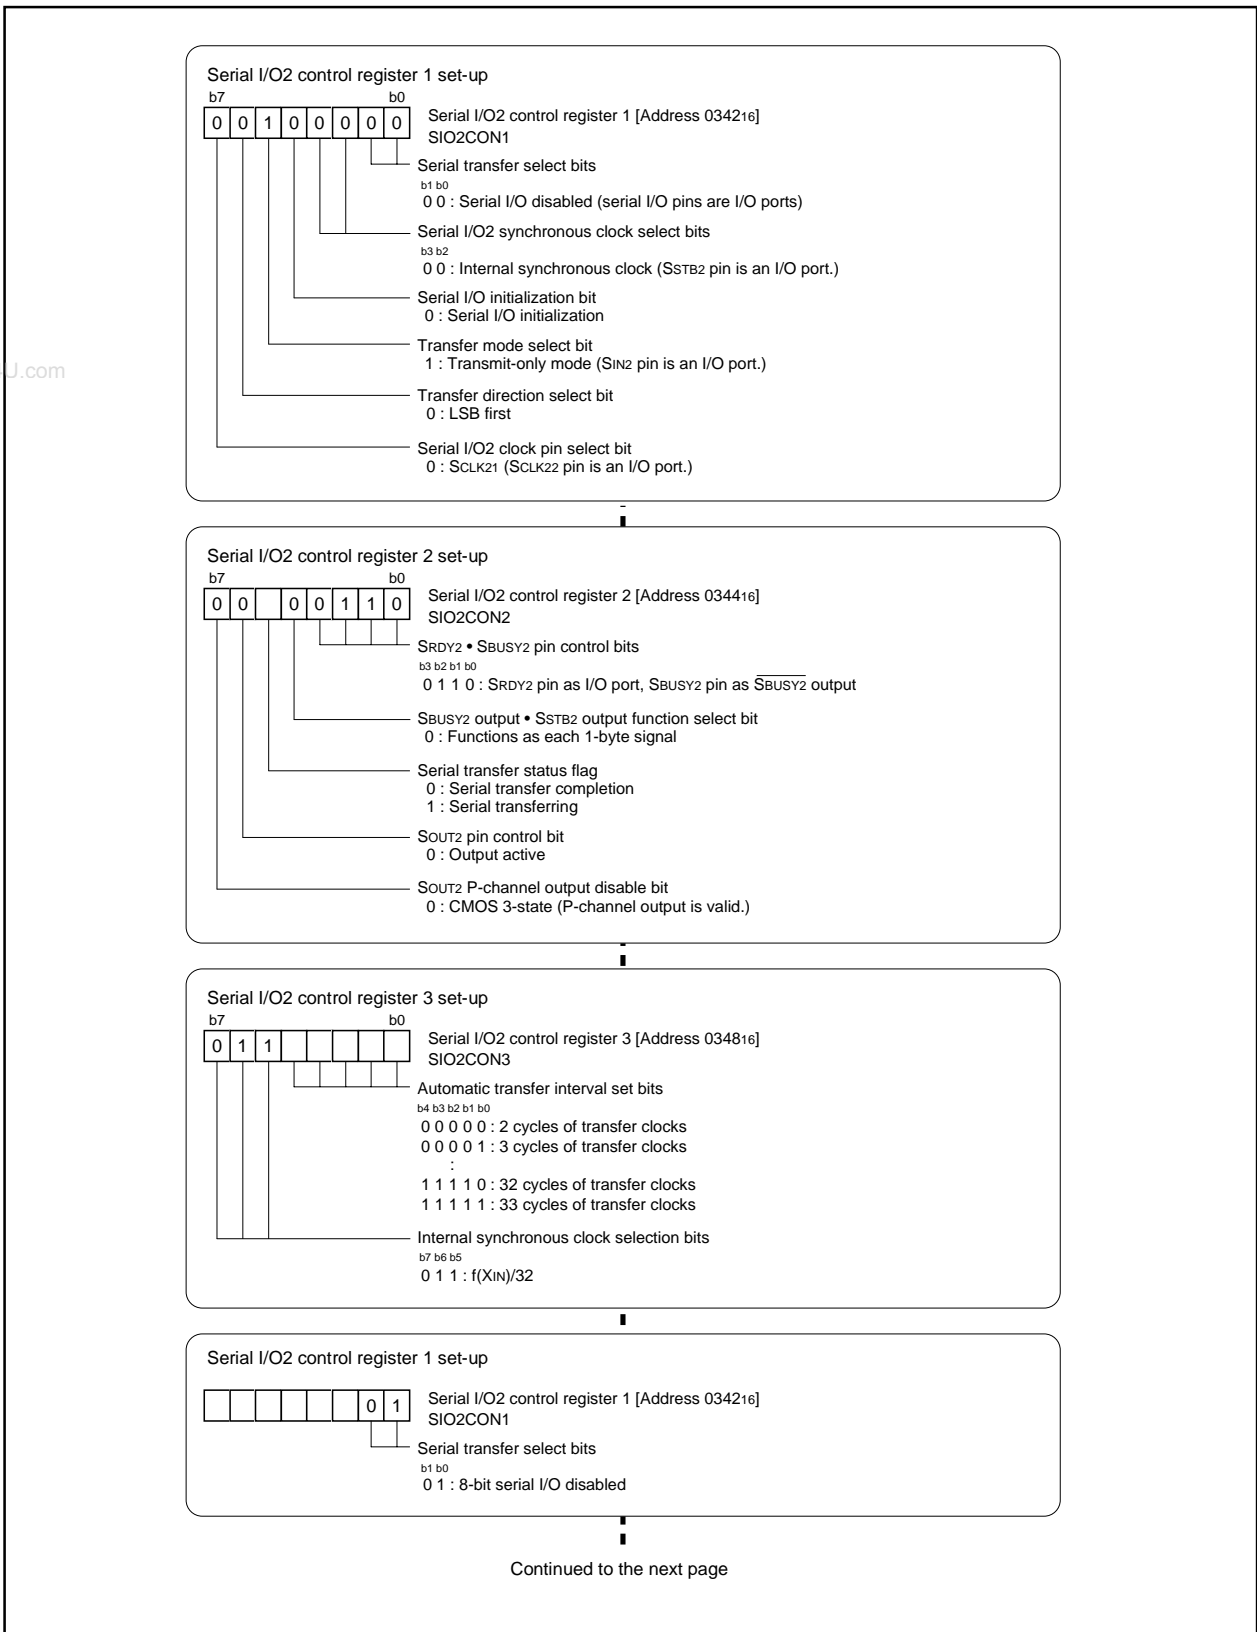 Serial I/O2 control register 1 set-up
b7 b0
0 0 1 0 0 0 0 0
Serial I/O2 control register 1 [Address 034216]
SIO2CON1
Serial transfer select bits
b1 b0
0 0 : Serial I/O disabled (serial I/O pins are I/O ports)
Serial I/O2 synchronous clock select bits
b3 b2
0 0 : Internal synchronous clock (SSTB2 pin is an I/O port.)
Serial I/O initialization bit
0 : Serial I/O initialization
Transfer mode select bit
1 : Transmit-only mode (SIN2 pin is an I/O port.)
U.com
Transfer direction select bit
0 : LSB first
Serial I/O2 clock pin select bit
0 : SCLK21 (SCLK22 pin is an I/O port.)
Serial I/O2 control register 2 set-up
b7 b0
0 0 0 0 1 1 0
Serial I/O2 control register 2 [Address 034416]
SIO2CON2
SRDY2 • SBUSY2 pin control bits
b3 b2 b1 b0
0 1 1 0 : SRDY2 pin as I/O port, SBUSY2 pin as SBUSY2 output
SBUSY2 output • SSTB2 output function select bit
0 : Functions as each 1-byte signal
Serial transfer status flag
0 : Serial transfer completion
1 : Serial transferring
SOUT2 pin control bit
0 : Output active
SOUT2 P-channel output disable bit
0 : CMOS 3-state (P-channel output is valid.)
Serial I/O2 control register 3 set-up
b7 b0
0 1 1
Serial I/O2 control register 3 [Address 034816]
SIO2CON3
Automatic transfer interval set bits
b4 b3 b2 b1 b0
0 0 0 0 0 : 2 cycles of transfer clocks
0 0 0 0 1 : 3 cycles of transfer clocks
:
1 1 1 1 0 : 32 cycles of transfer clocks
1 1 1 1 1 : 33 cycles of transfer clocks
Internal synchronous clock selection bits
b7 b6 b5
0 1 1 : f(XIN)/32
Serial I/O2 control register 1 set-up
0 1
Serial I/O2 control register 1 [Address 034216]
SIO2CON1
Serial transfer select bits
b1 b0
0 1 : 8-bit serial I/O disabled
Continued to the next page